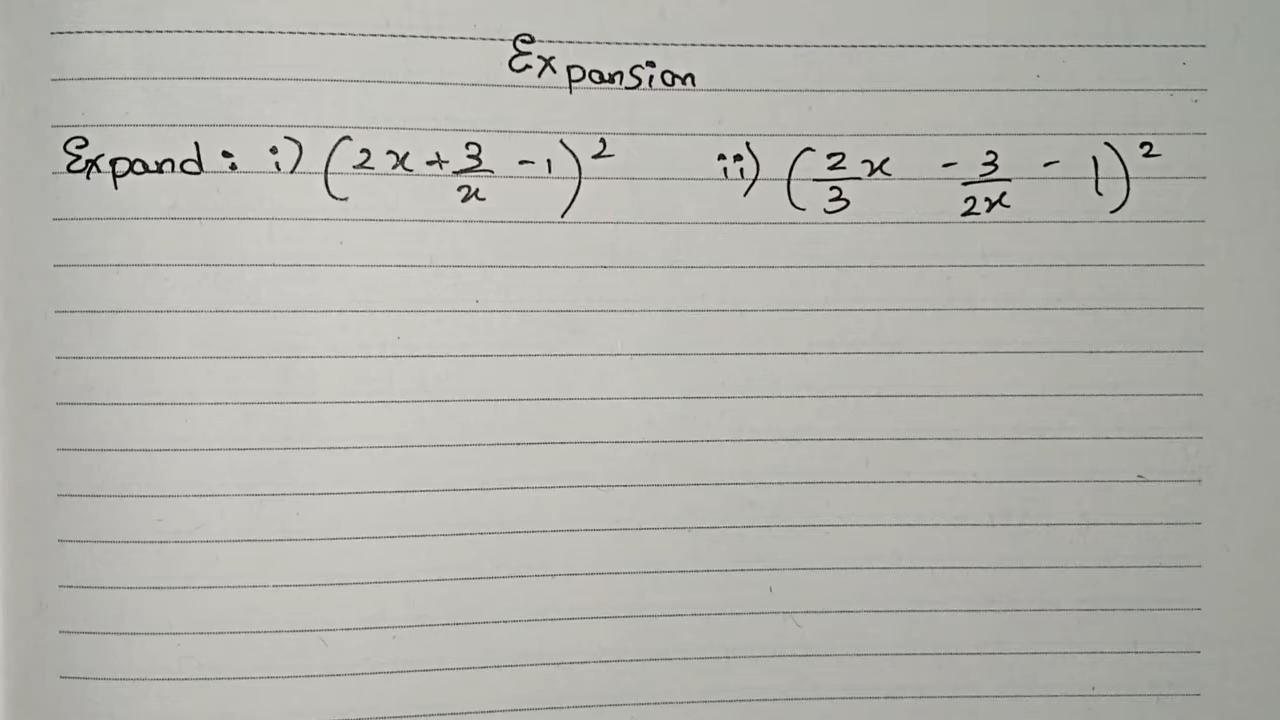 Expansion
Expand: i) (2x + 3/x - 1)² ii) (2/3 x - 3/2x - 1)²